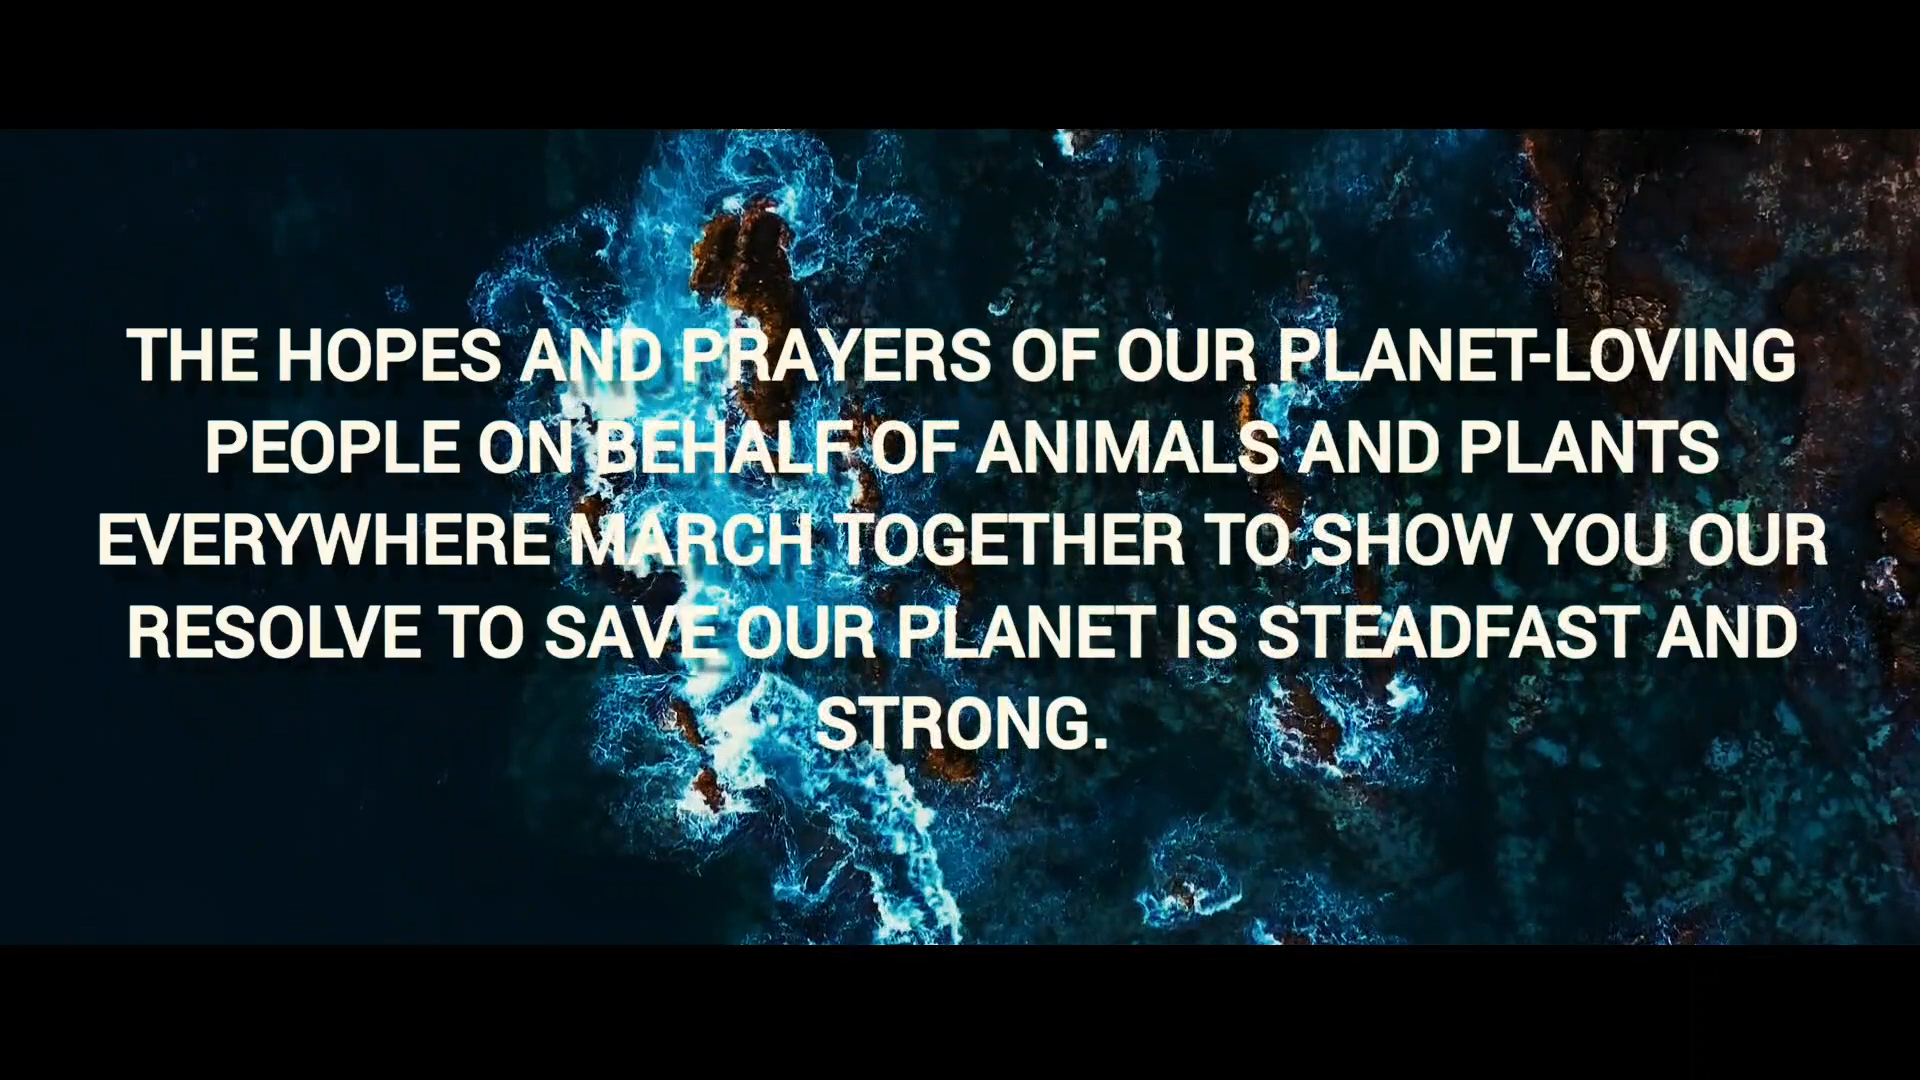 THE HOPES AND PRAYERS OF OUR PLANET-LOVING
PEOPLE ON BEHALF OF ANIMALS AND PLANTS
EVERYWHERE MARCH TOGETHER TO SHOW YOU OUR
RESOLVE TO SAVE OUR PLANET IS STEADFAST AND
STRONG.